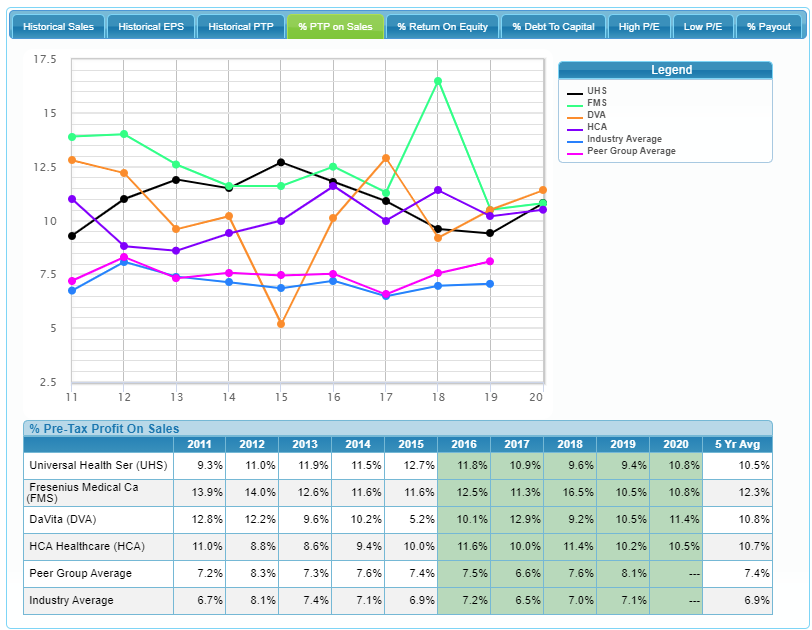 Historical Sales Historical EPS Historical PTP % PTP on Sales % Return On Equity % Debt To Capital High P/E Low P/E % Payout
17.5
15
12.5
10
7.5
5
2.5
11 12 13 14 15 16 17 18 19 20
Legend
UHS
FMS
DVA
HCA
Industry Average
Peer Group Average
% Pre-Tax Profit On Sales
2011 2012 2013 2014 2015 2016 2017 2018 2019 2020 5 Yr Avg
Universal Health Ser (UHS) 9.3% 11.0% 11.9% 11.5% 12.7% 11.8% 10.9% 9.6% 9.4% 10.8% 10.5%
Fresenius Medical Ca
(FMS) 13.9% 14.0% 12.6% 11.6% 11.6% 12.5% 11.3% 16.5% 10.5% 10.8% 12.3%
DaVita (DVA) 12.8% 12.2% 9.6% 10.2% 5.2% 10.1% 12.9% 9.2% 10.5% 11.4% 10.8%
HCA Healthcare (HCA) 11.0% 8.8% 8.6% 9.4% 10.0% 11.6% 10.0% 11.4% 10.2% 10.5% 10.7%
Peer Group Average 7.2% 8.3% 7.3% 7.6% 7.4% 7.5% 6.6% 7.6% 8.1% --- 7.4%
Industry Average 6.7% 8.1% 7.4% 7.1% 6.9% 7.2% 6.5% 7.0% 7.1% --- 6.9%